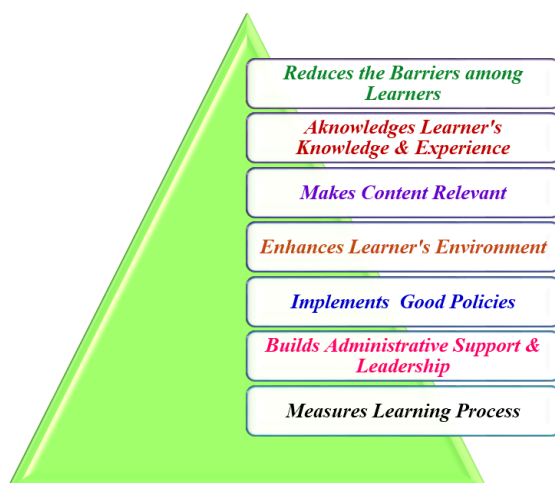 Reduces the Barriers among
Learners
Aknowledges Learner's
Knowledge & Experience
Makes Content Relevant
Enhances Learner's Environment
Implements Good Policies
Builds Administrative Support &
Leadership
Measures Learning Process